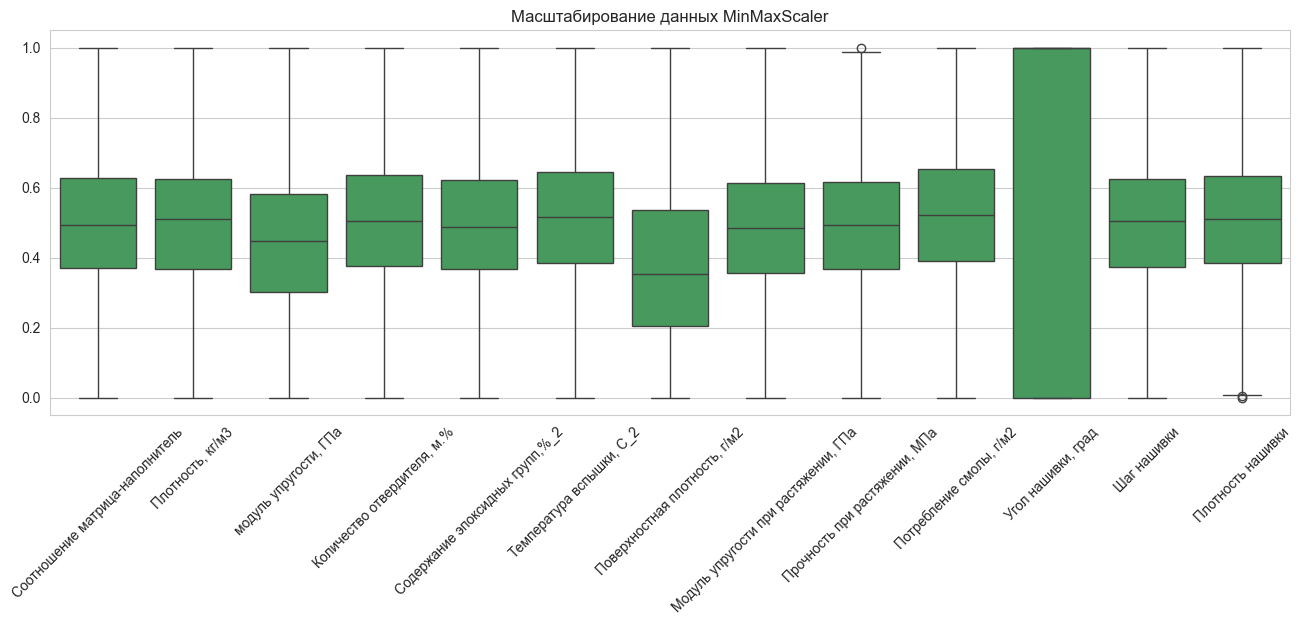 Масштабирование данных MinMaxScaler
1.0
0.8
0.6
0.4
0.2
0.0
Соотношение матрица-наполнитель
Плотность, кг/м3
модуль упругости, ГПа
Количество отвердителя, м.%
Содержание эпоксидных групп,%_2
Температура вспышки, С_2
Поверхностная плотность, г/м2
Модуль упругости при растяжении, ГПа
Прочность при растяжении, МПа
Потребление смолы, г/м2
Угол нашивки, град
Шаг нашивки
Плотность нашивки